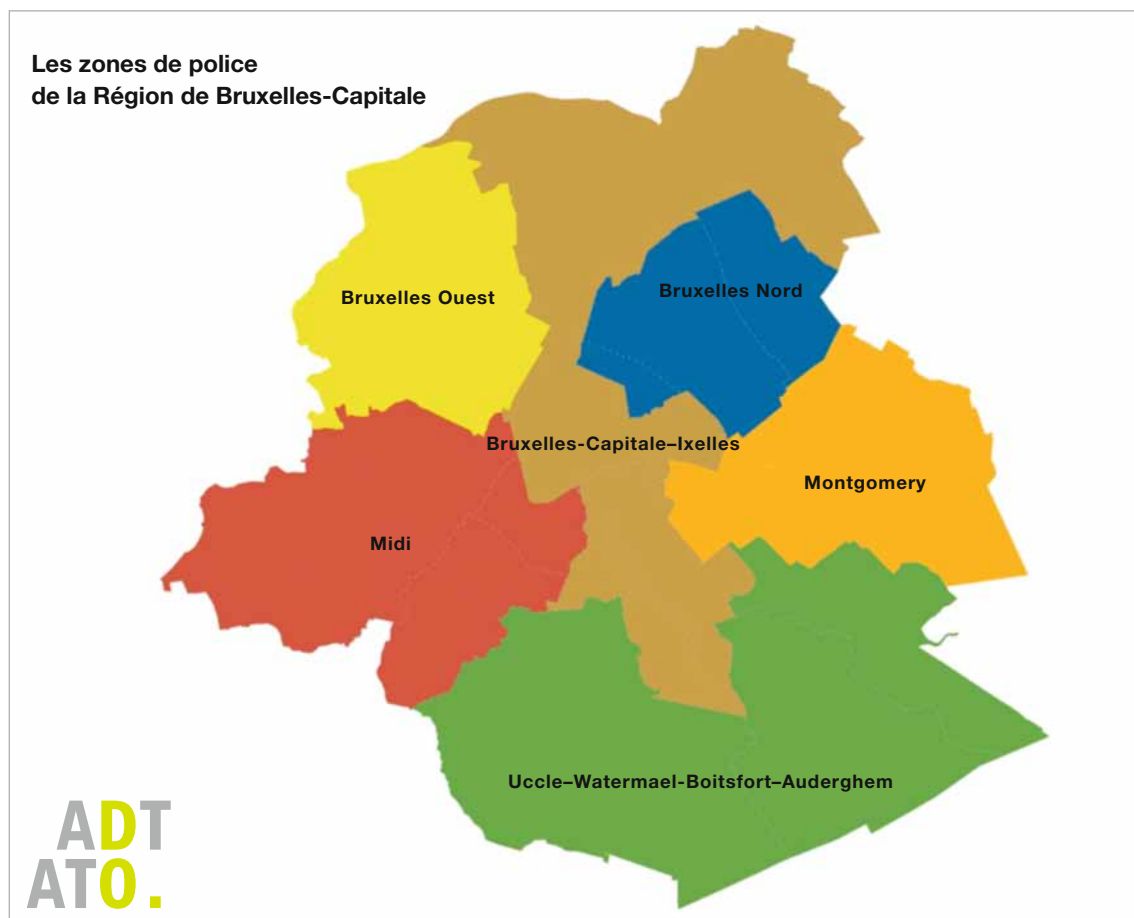 Les zones de police
de la Région de Bruxelles-Capitale
Bruxelles Ouest
Bruxelles Nord
Bruxelles-Capitale–Ixelles
Montgomery
Midi
Uccle–Watermael-Boitsfort–Auderghem
ADT
ATO.